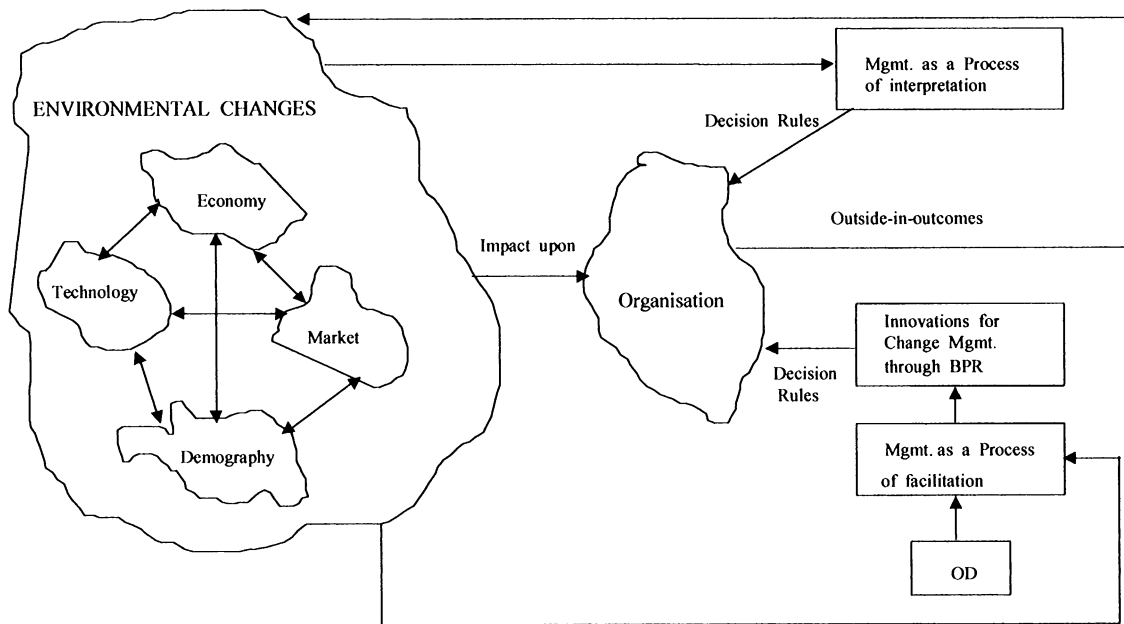 ENVIRONMENTAL CHANGES
Economy
Technology
Market
Demography
Impact upon
Organisation
Mgmt. as a Process
of interpretation
Decision Rules
Outside-in-outcomes
Innovations for
Change Mgmt.
through BPR
Decision
Rules
Mgmt. as a Process
of facilitation
OD